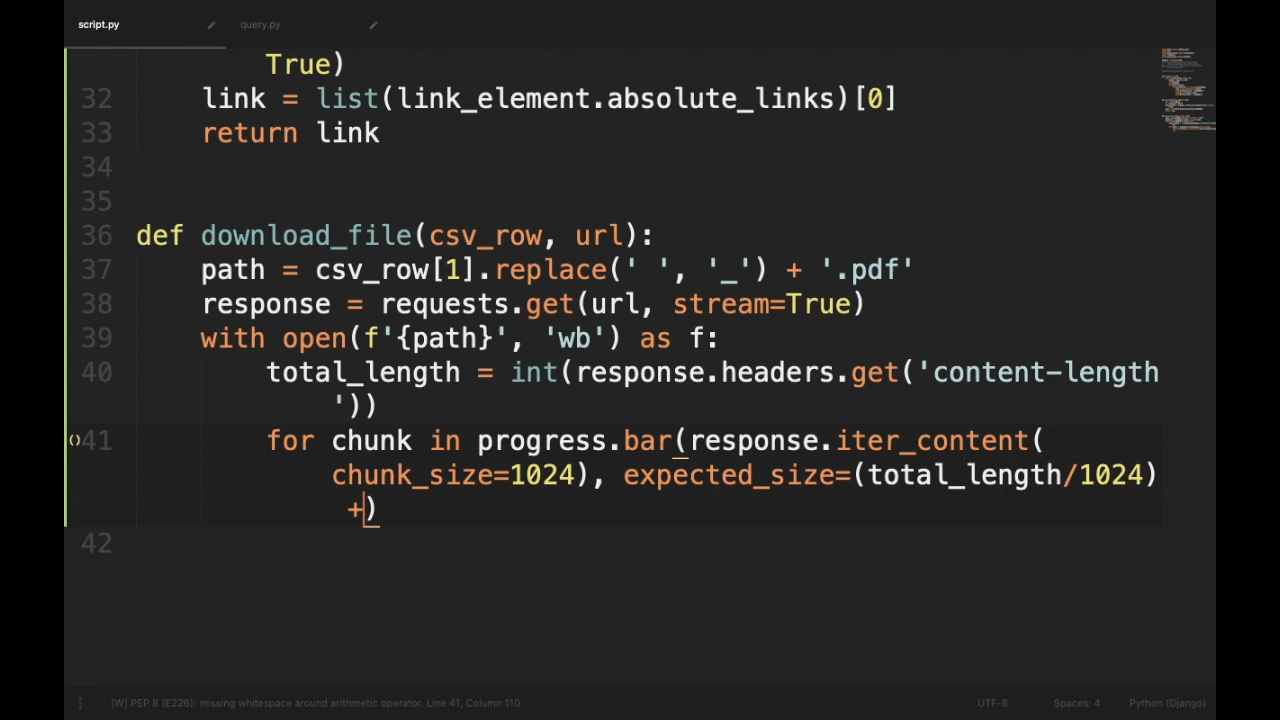 script.py
query.py
True)
32 link = list(link_element.absolute_links)[0]
33 return link
34
35
36 def download_file(csv_row, url):
37 path = csv_row[1].replace(' ', '_') + '.pdf'
38 response = requests.get(url, stream=True)
39 with open(f'{path}', 'wb') as f:
40 total_length = int(response.headers.get('content-length
'))
41 for chunk in progress.bar(response.iter_content(
chunk_size=1024), expected_size=(total_length/1024)
+)
42
[W] PEP 8 (E226): missing whitespace around arithmetic operator, Line 41, Column 110
UTF-8
Spaces: 4
Python (Django)